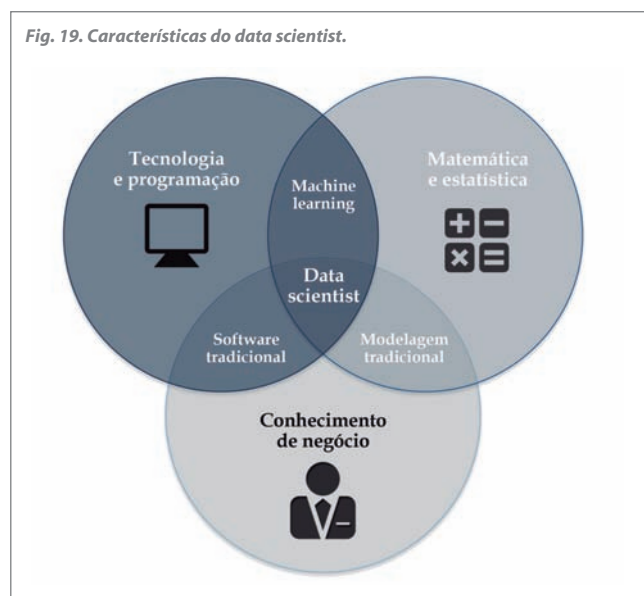 Fig. 19. Características do data scientist.
Tecnologia
e programação
Matemática
e estatística
Machine
learning
Data
scientist
Software
tradicional
Modelagem
tradicional
Conhecimento
de negócio